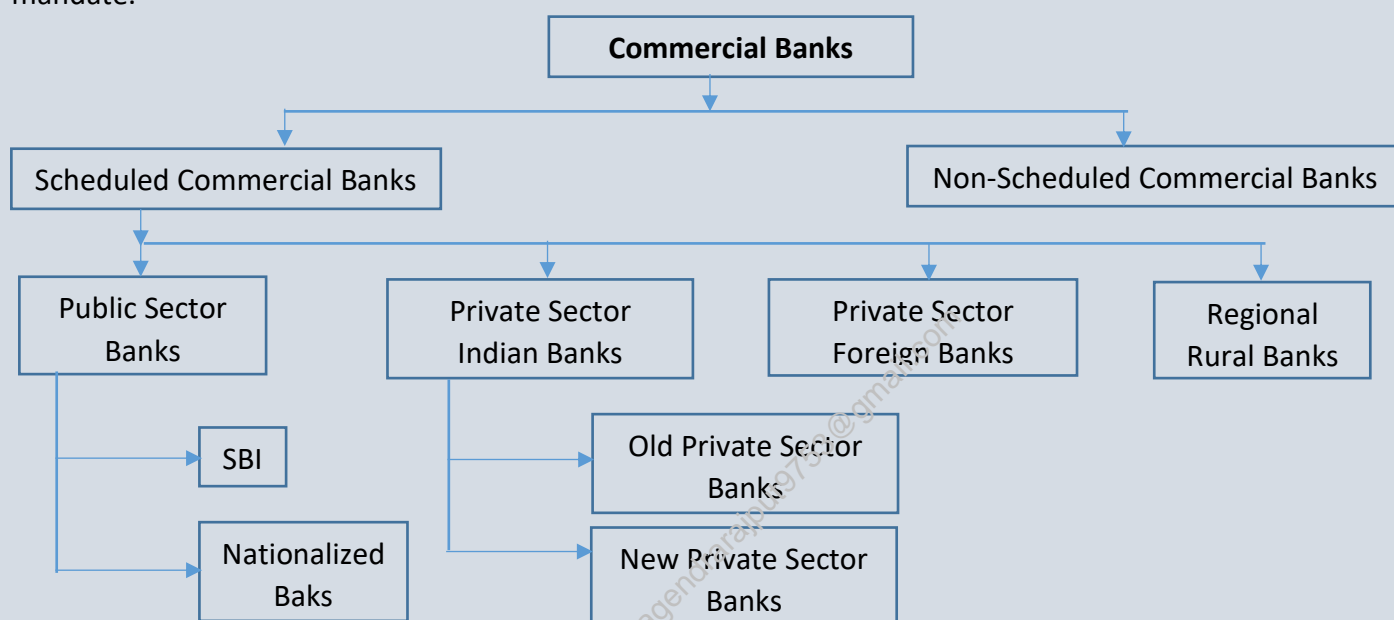 mandate.
Commercial Banks
Scheduled Commercial Banks
Non-Scheduled Commercial Banks
Public Sector
Banks
Private Sector
Indian Banks
Private Sector
Foreign Banks
Regional
Rural Banks
SBI
Old Private Sector
Banks
Nationalized
Baks
New Private Sector
Banks